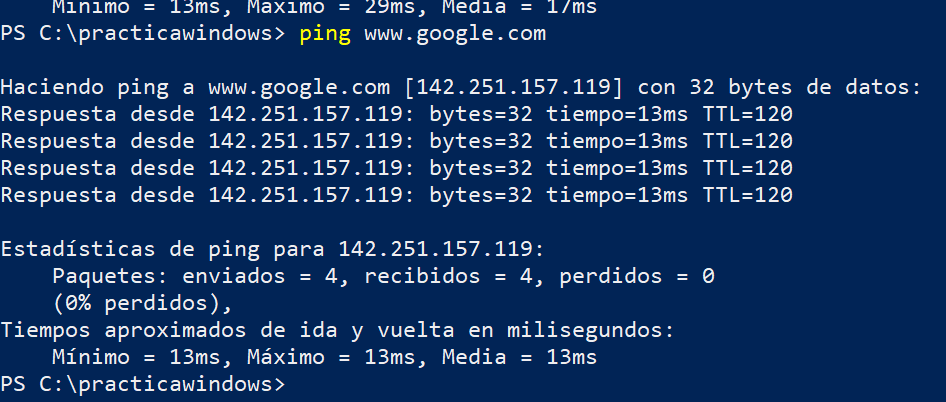 Mínimo = 13ms, Máximo = 29ms, Media = 17ms
PS C:\practicawindows> ping www.google.com
Haciendo ping a www.google.com [142.251.157.119] con 32 bytes de datos:
Respuesta desde 142.251.157.119: bytes=32 tiempo=13ms TTL=120
Respuesta desde 142.251.157.119: bytes=32 tiempo=13ms TTL=120
Respuesta desde 142.251.157.119: bytes=32 tiempo=13ms TTL=120
Respuesta desde 142.251.157.119: bytes=32 tiempo=13ms TTL=120
Estadísticas de ping para 142.251.157.119:
Paquetes: enviados = 4, recibidos = 4, perdidos = 0
(0% perdidos),
Tiempos aproximados de ida y vuelta en milisegundos:
Mínimo = 13ms, Máximo = 13ms, Media = 13ms
PS C:\practicawindows>